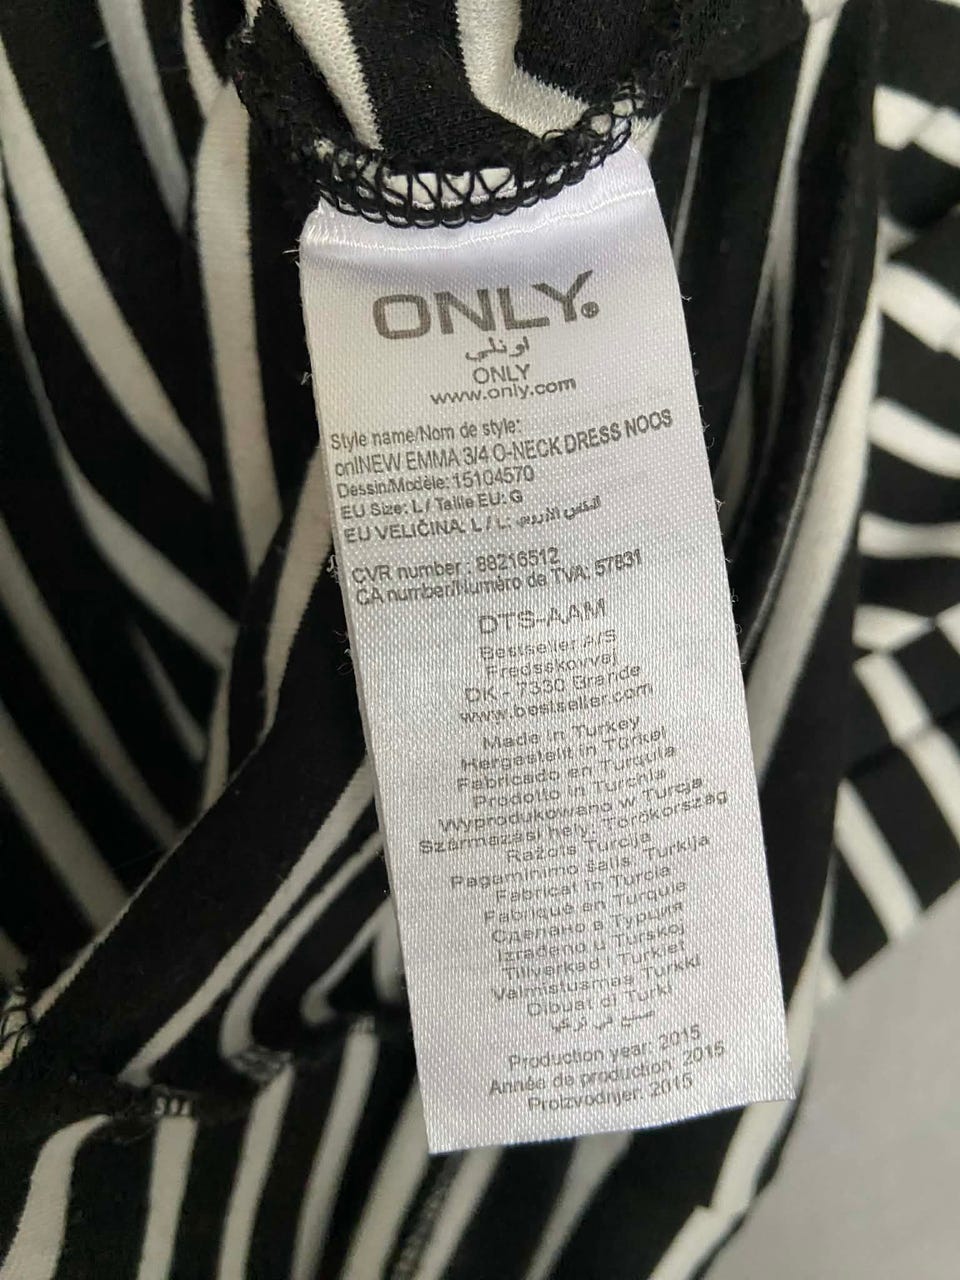 ONLY®
اونلي
ONLY
www.only.com
Style name/Nom de style:
onlNEW EMMA 3/4 O-NECK DRESS NOOS
Dessin/Modèle: 15104570
EU Size: L / Taille EU: G
EU VELIČINA: L / L: المقاس الأوروبي
CVR number : 88216512
CA number/Numéro de TVA: 57831
DTS-AAM
Bestseller A/S
Fredsskovvej
DK - 7330 Brande
www.bestseller.com
Made in Turkey
Hergestellt in Türkei
Fabricado en Turquía
Prodotto in Turchia
Wyprodukowano w Turcja
Származási hely: Törökország
Ražots Turcija
Pagaminimo šalis, Turkija
Fabricat în Turcia
Fabriqué en Turquie
Сделано в Турция
Izrađeno u Turskoj
Tillverkad i Turkiet
Valmistusmaa Turkki
Dibuat di Turki
صنع في تركيا
Production year: 2015
Année de production: 2015
Proizvodnjer: 2015